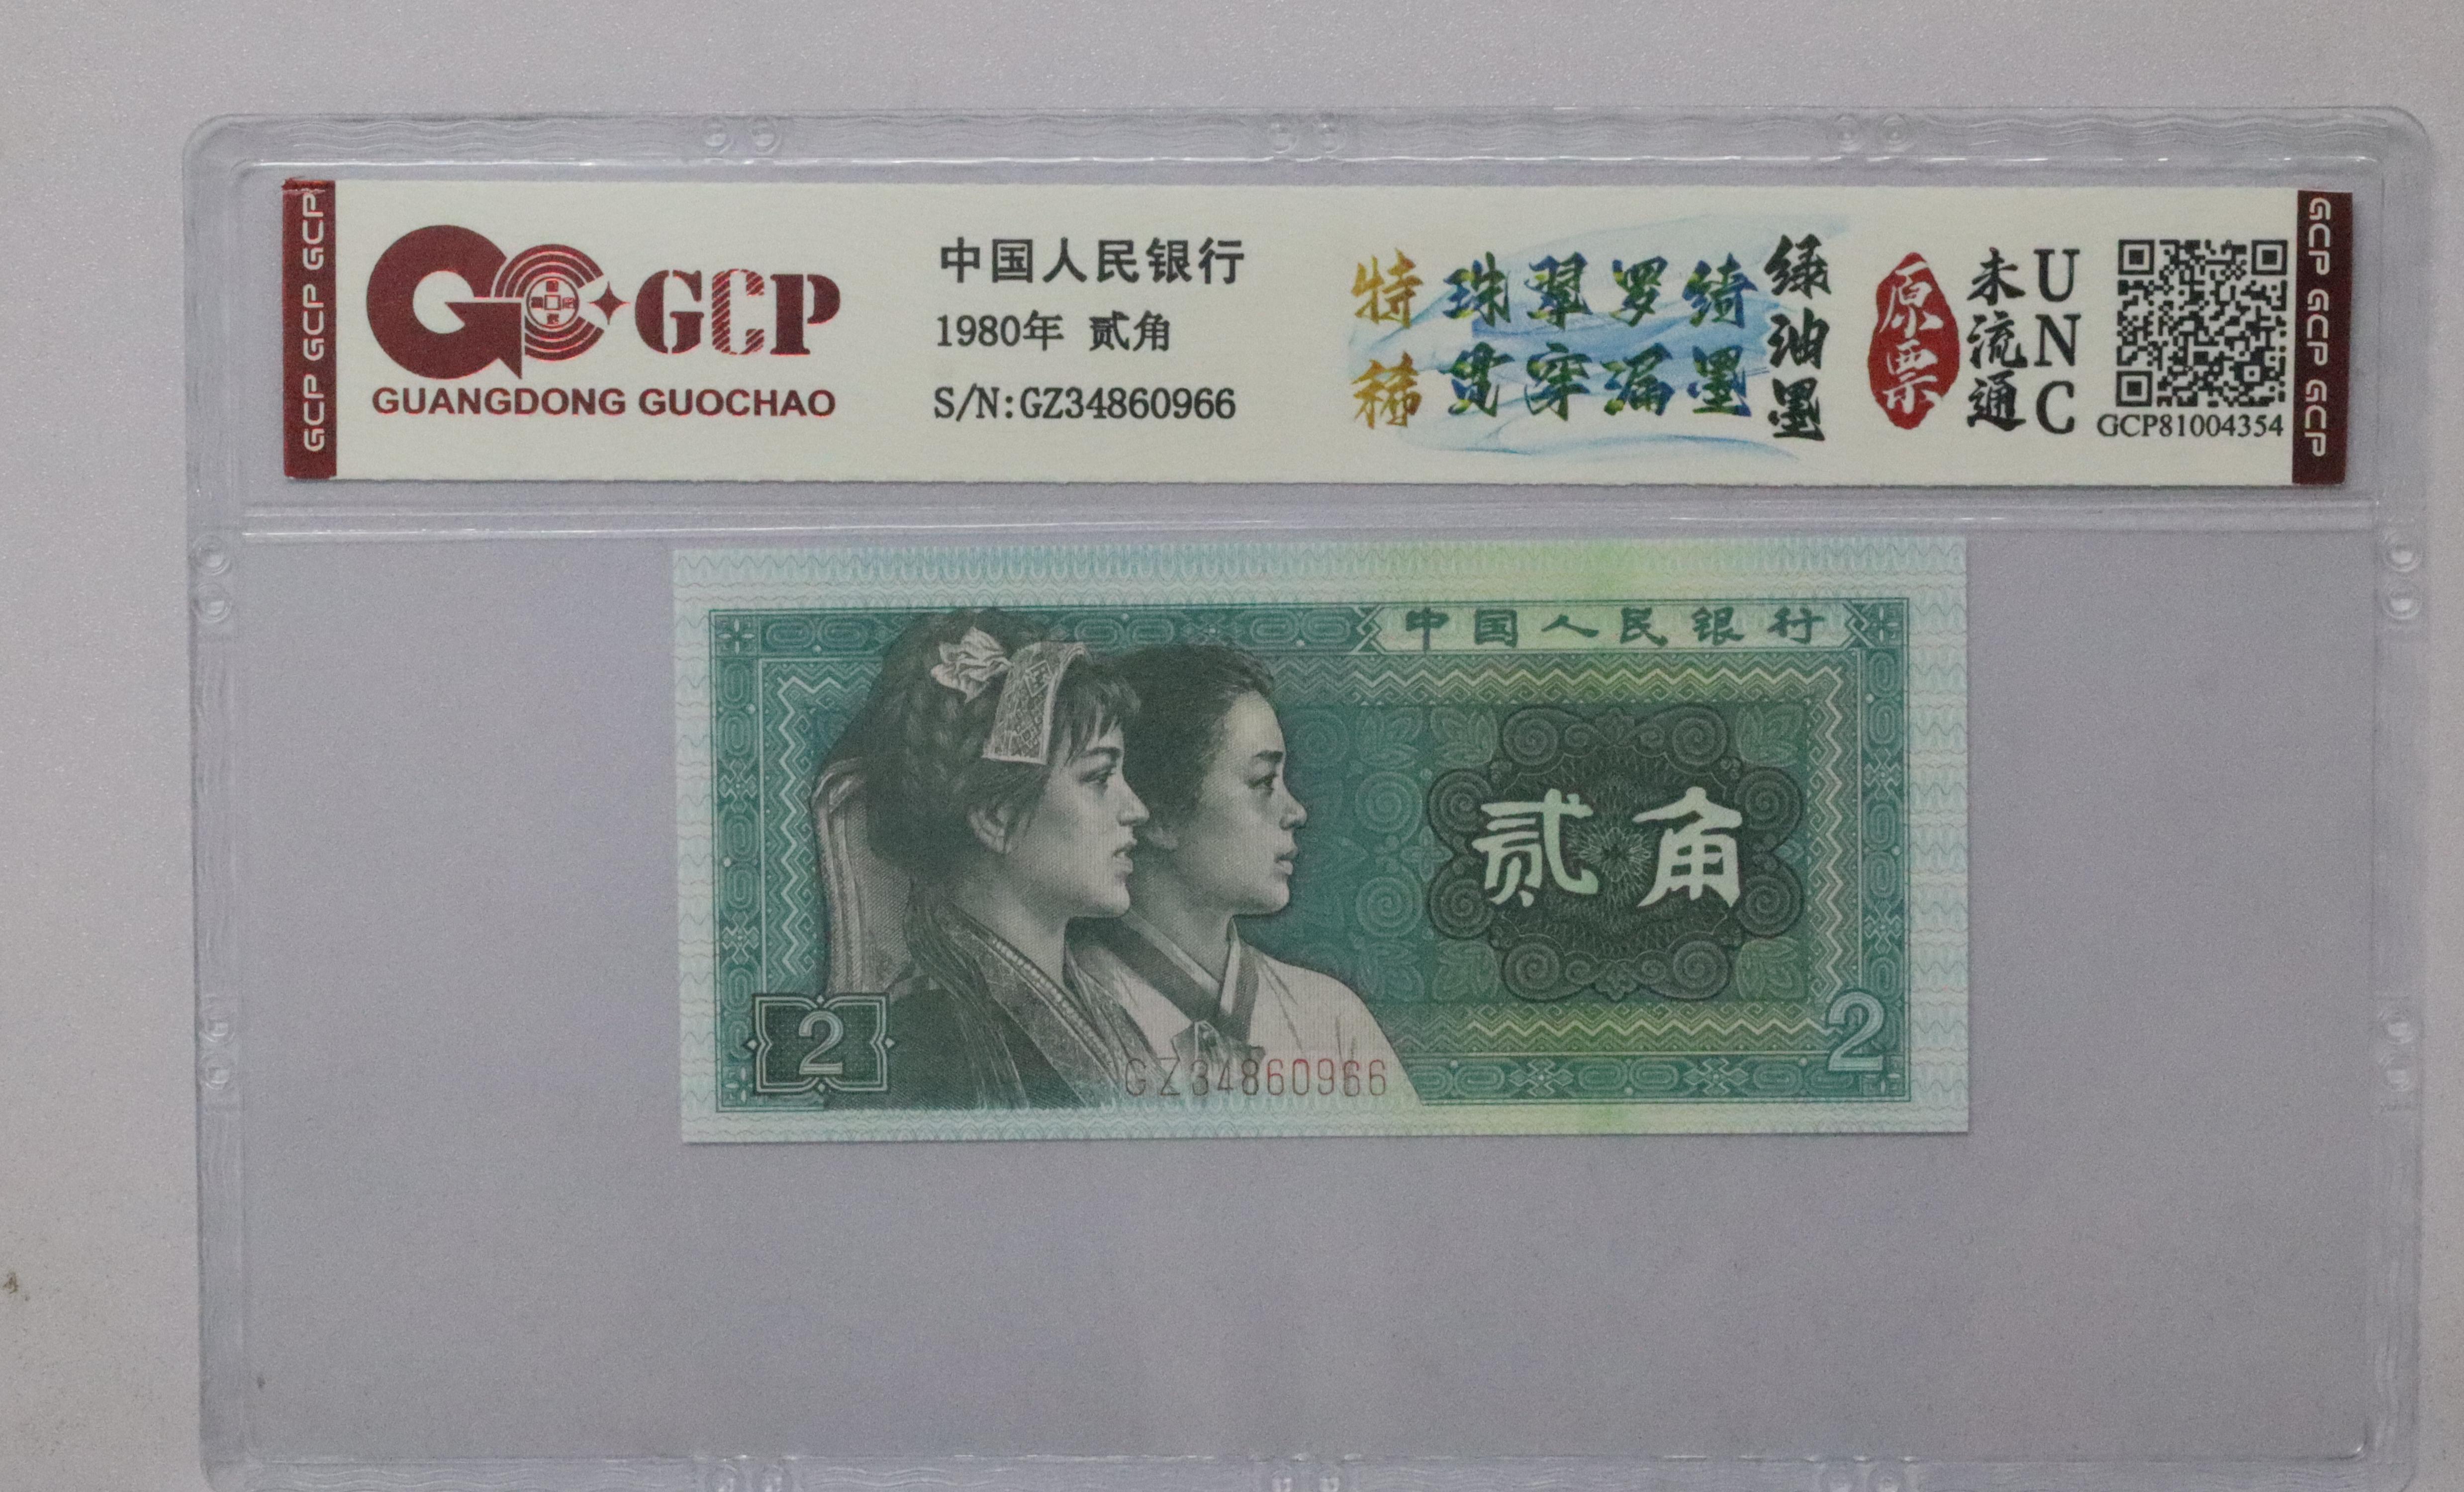 GCP GCP GCP
GCP
GUANGDONG GUOCHAO
中国人民银行
1980年 贰角
S/N:GZ34860966
特稀
珠翠罗绮
贯穿漏墨
绿油墨
原票
未流通
UNC
GCP81004354
GCP GCP GCP
中国人民银行
贰角
2
2
GZ34860966